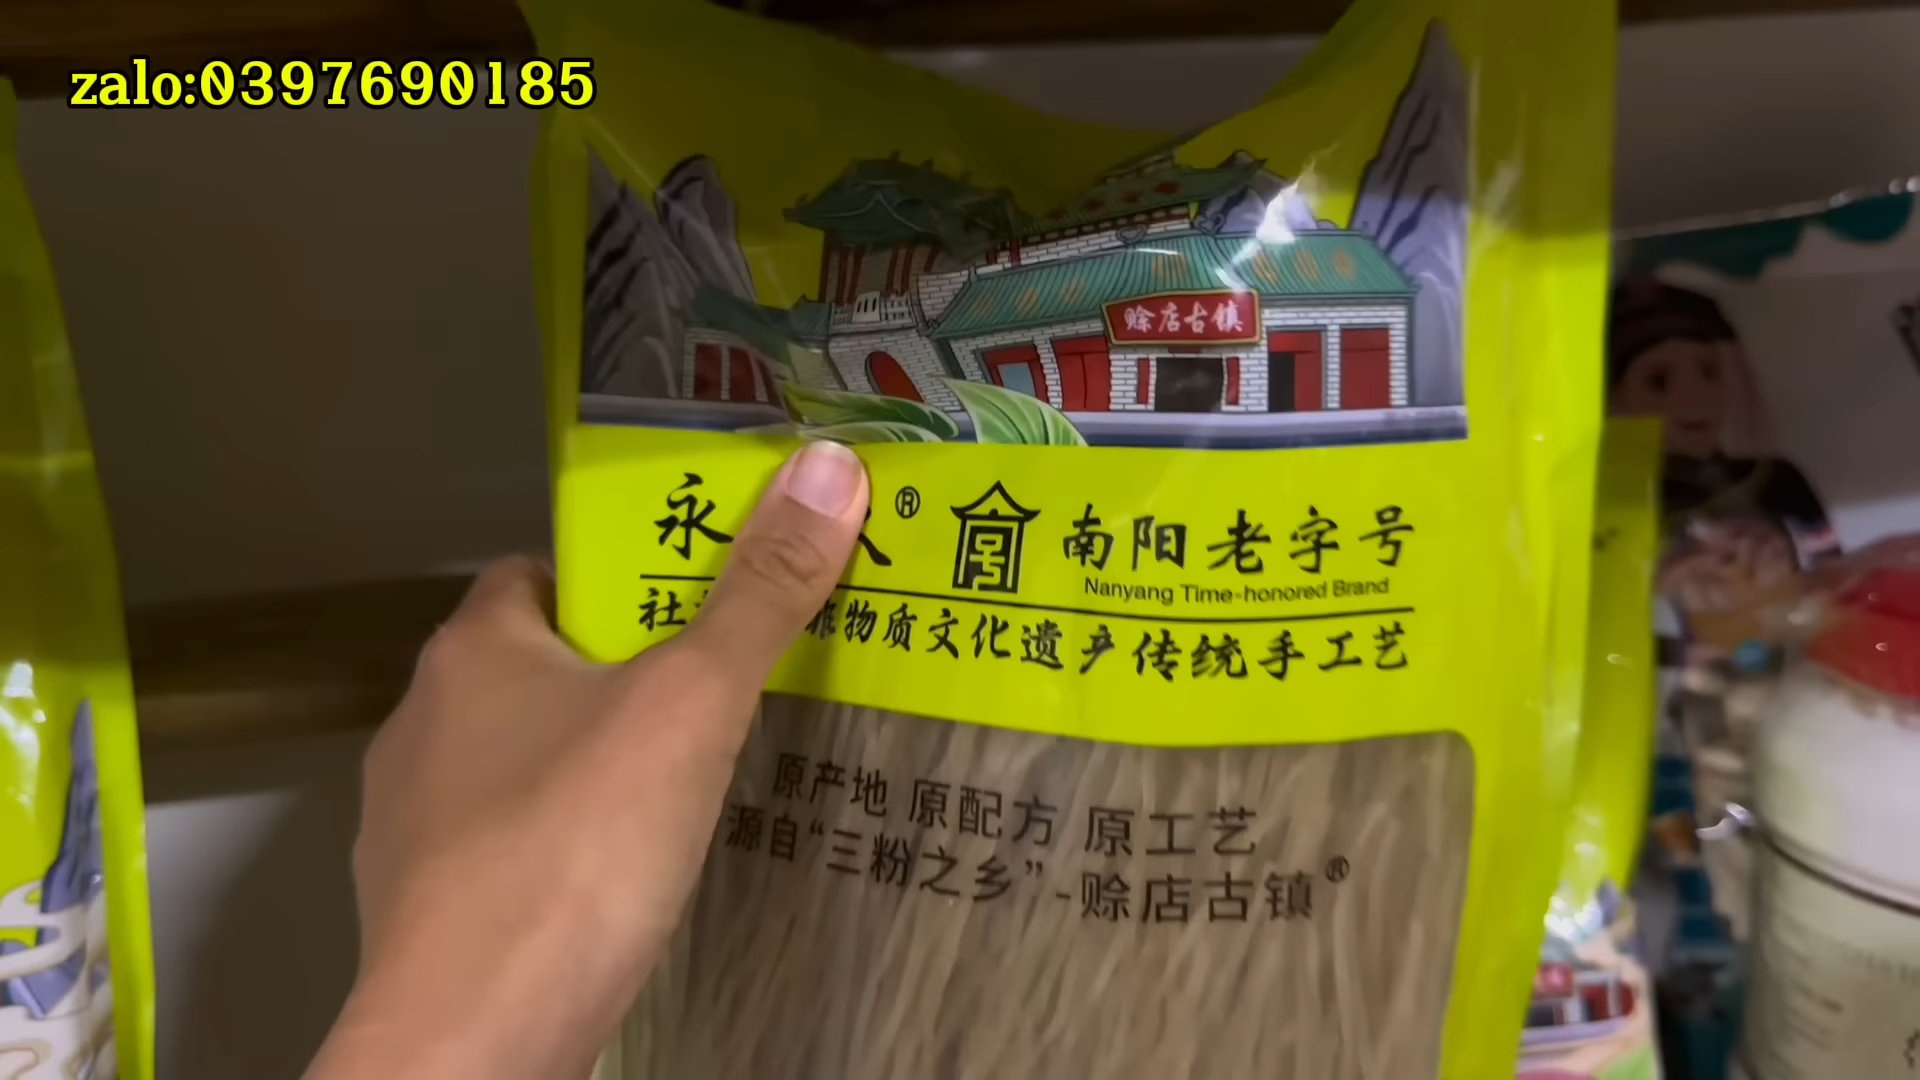 zalo:0397690185
赊店古镇
永
® 南阳老字号
Nanyang Time-honored Brand
社 非物质文化遗产传统手工艺
原产地 原配方 原工艺
源自“三粉之乡”-赊店古镇®